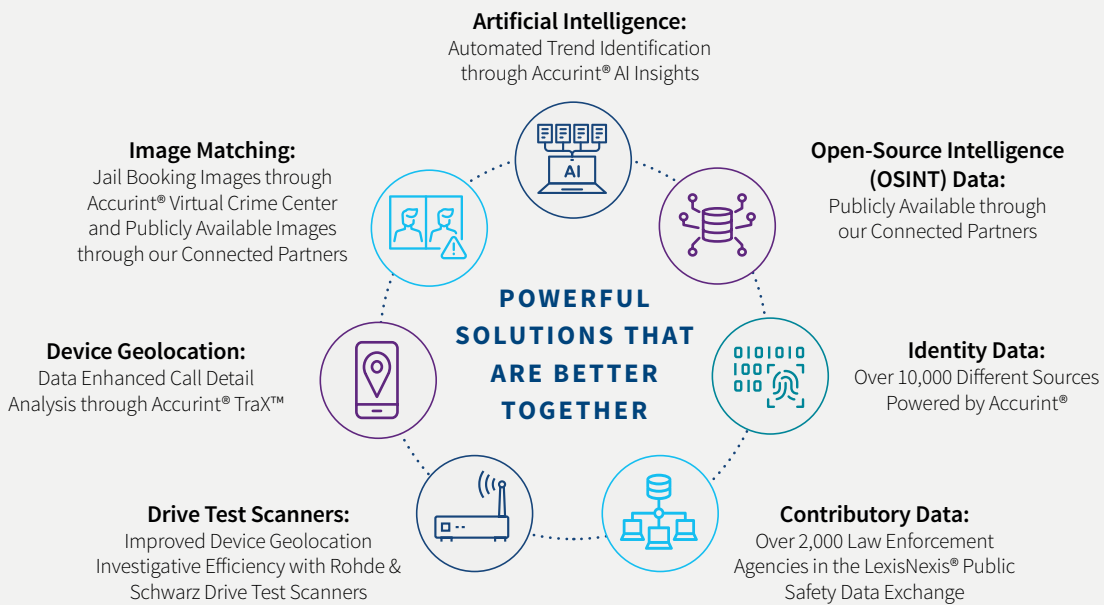 Artificial Intelligence:
Automated Trend Identification
through Accurint® AI Insights
AI
Image Matching:
Jail Booking Images through
Accurint® Virtual Crime Center
and Publicly Available Images
through our Connected Partners
Open-Source Intelligence
(OSINT) Data:
Publicly Available through
our Connected Partners
POWERFUL
SOLUTIONS THAT
ARE BETTER
TOGETHER
Device Geolocation:
Data Enhanced Call Detail
Analysis through Accurint® TraX™
0101010
100
010
Identity Data:
Over 10,000 Different Sources
Powered by Accurint®
Drive Test Scanners:
Improved Device Geolocation
Investigative Efficiency with Rohde &
Schwarz Drive Test Scanners
Contributory Data:
Over 2,000 Law Enforcement
Agencies in the LexisNexis® Public
Safety Data Exchange